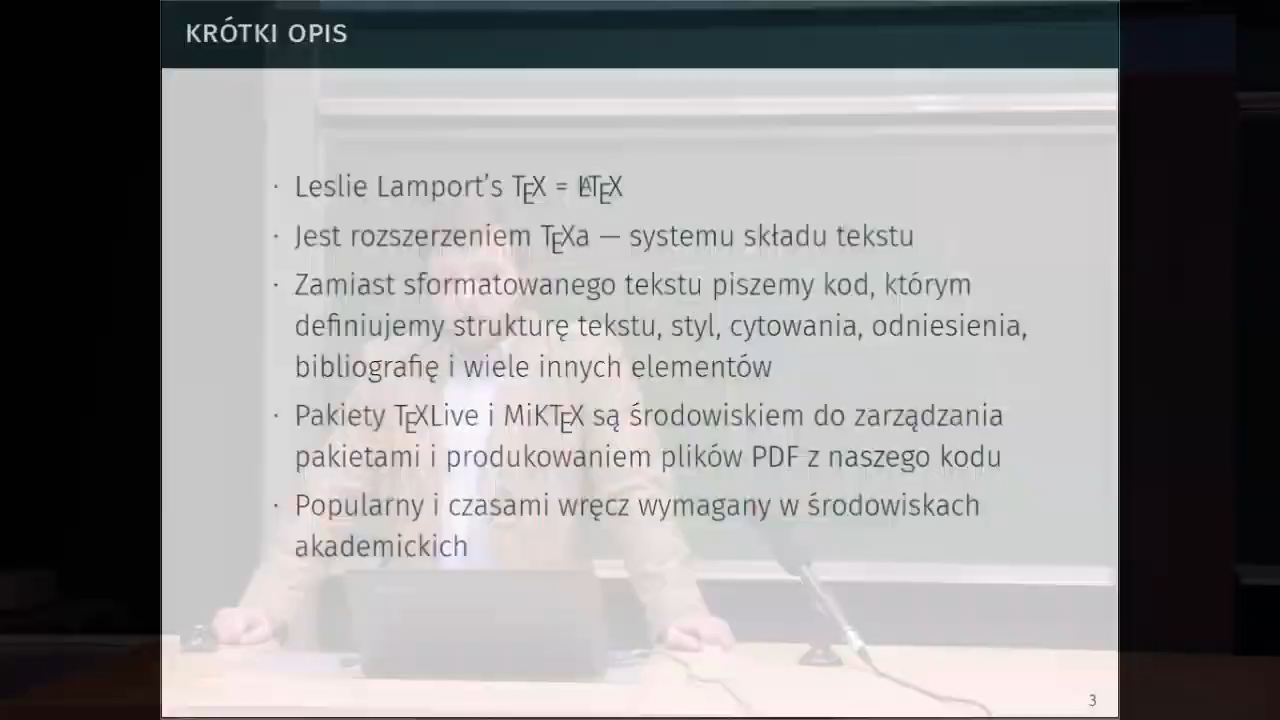 KRÓTKI OPIS
· Leslie Lamport's TEX = LATEX
· Jest rozszerzeniem TEXa — systemu składu tekstu
· Zamiast sformatowanego tekstu piszemy kod, którym
definiujemy strukturę tekstu, styl, cytowania, odniesienia,
bibliografię i wiele innych elementów
· Pakiety TEXLive i MiKTEX są środowiskiem do zarządzania
pakietami i produkowaniem plików PDF z naszego kodu
· Popularny i czasami wręcz wymagany w środowiskach
akademickich
3